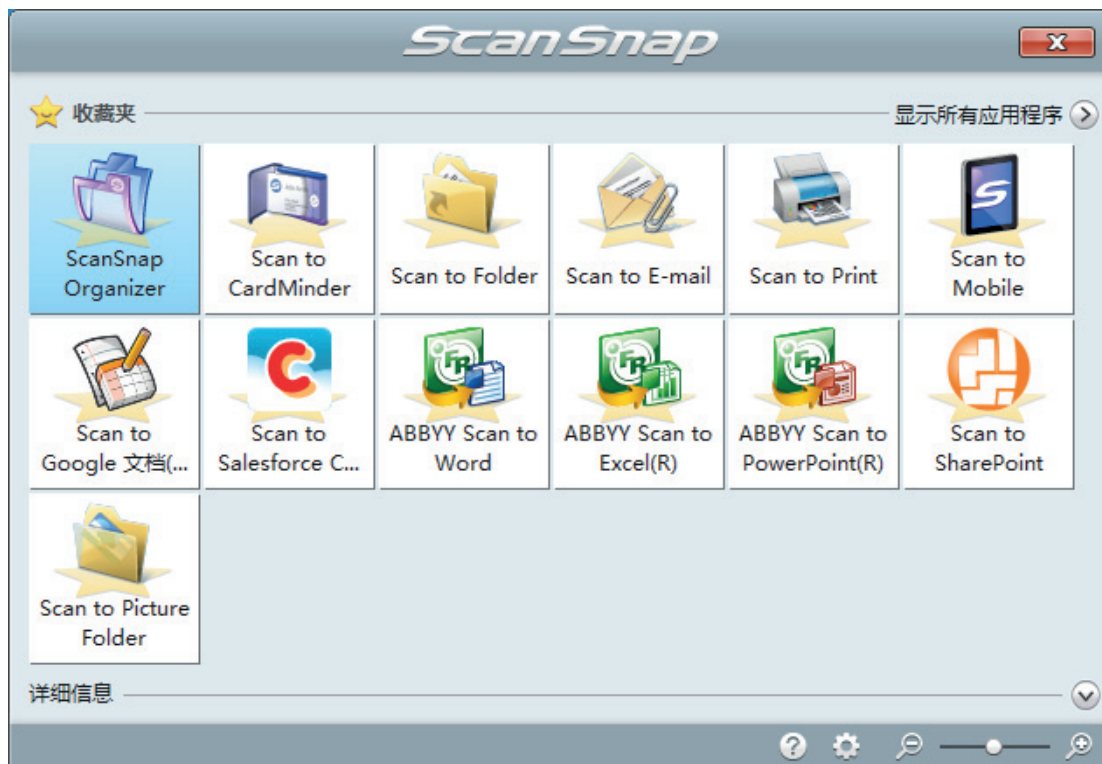 ScanSnap
X
收藏夹
显示所有应用程序
ScanSnap
Organizer
Scan to
CardMinder
Scan to Folder
Scan to E-mail
Scan to Print
Scan to
Mobile
Scan to
Google 文档(...
Scan to
Salesforce C...
ABBYY Scan to
Word
ABBYY Scan to
Excel(R)
ABBYY Scan to
PowerPoint(R)
Scan to
SharePoint
Scan to Picture
Folder
详细信息